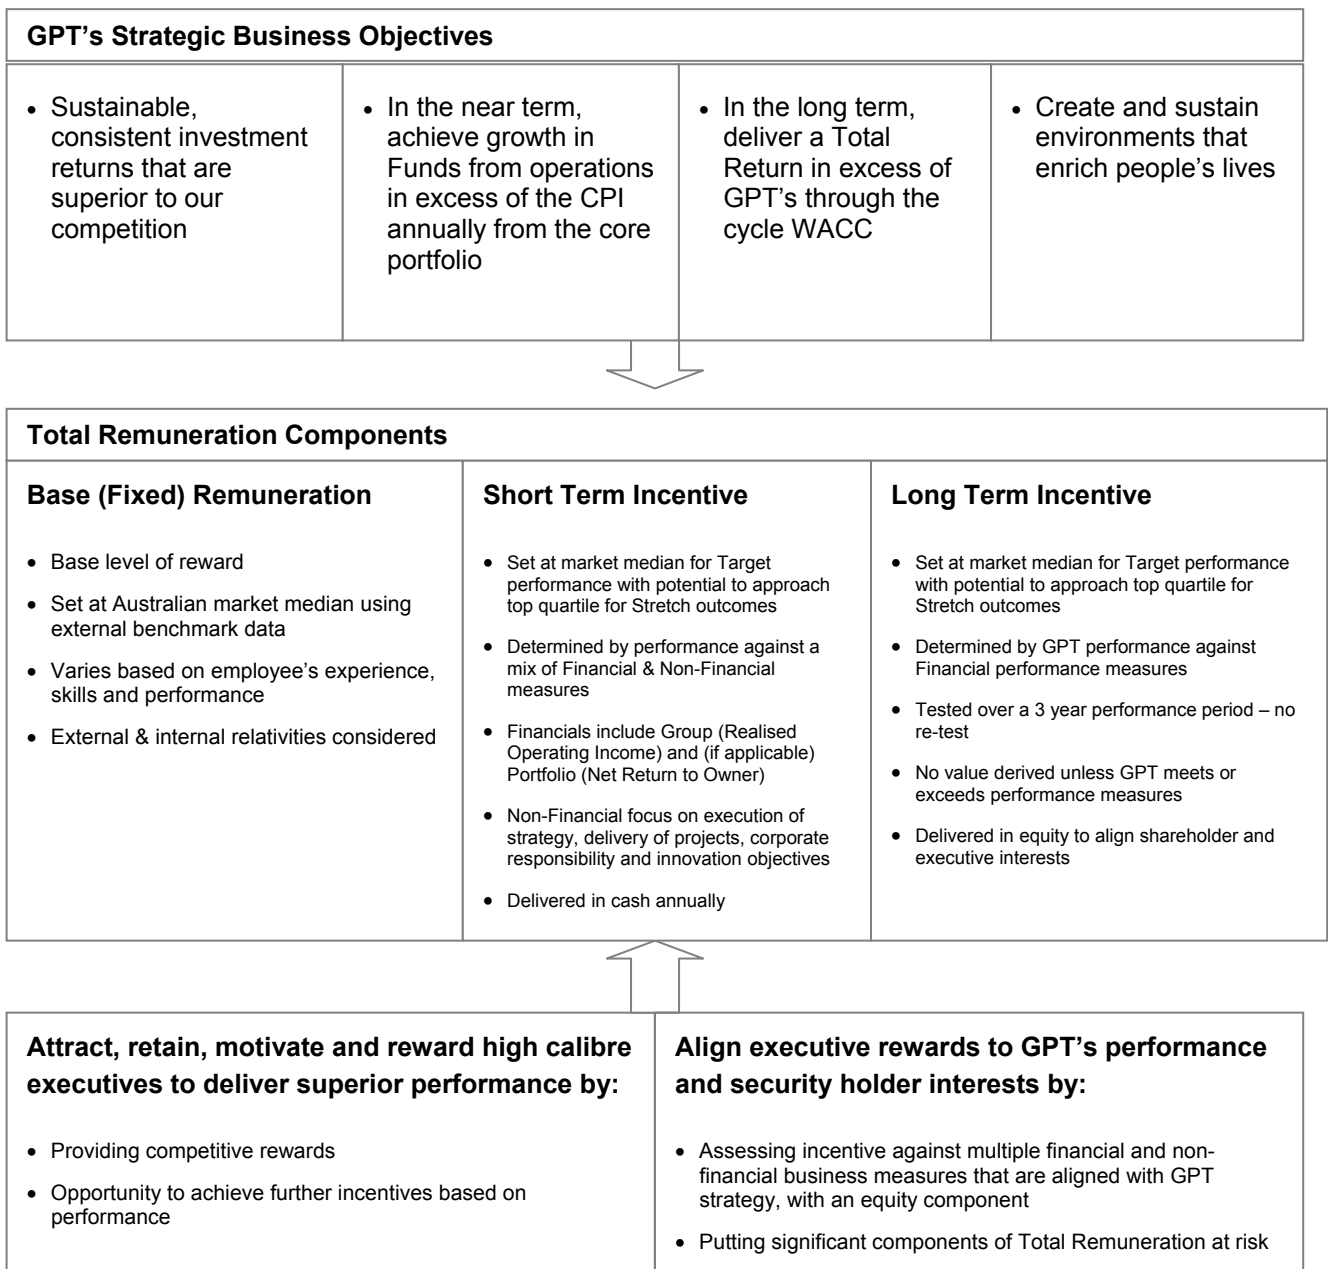 GPT’s Strategic Business Objectives
• Sustainable,
consistent investment
returns that are
superior to our
competition
• In the near term,
achieve growth in
Funds from operations
in excess of the CPI
annually from the core
portfolio
• In the long term,
deliver a Total
Return in excess of
GPT’s through the
cycle WACC
• Create and sustain
environments that
enrich people’s lives
Total Remuneration Components
Base (Fixed) Remuneration
• Base level of reward
• Set at Australian market median using
external benchmark data
• Varies based on employee’s experience,
skills and performance
• External & internal relativities considered
Short Term Incentive
• Set at market median for Target
performance with potential to approach
top quartile for Stretch outcomes
• Determined by performance against a
mix of Financial & Non-Financial
measures
• Financials include Group (Realised
Operating Income) and (if applicable)
Portfolio (Net Return to Owner)
• Non-Financial focus on execution of
strategy, delivery of projects, corporate
responsibility and innovation objectives
• Delivered in cash annually
Long Term Incentive
• Set at market median for Target performance
with potential to approach top quartile for
Stretch outcomes
• Determined by GPT performance against
Financial performance measures
• Tested over a 3 year performance period – no
re-test
• No value derived unless GPT meets or
exceeds performance measures
• Delivered in equity to align shareholder and
executive interests
Attract, retain, motivate and reward high calibre
executives to deliver superior performance by:
• Providing competitive rewards
• Opportunity to achieve further incentives based on
performance
Align executive rewards to GPT’s performance
and security holder interests by:
• Assessing incentive against multiple financial and non-
financial business measures that are aligned with GPT
strategy, with an equity component
• Putting significant components of Total Remuneration at risk